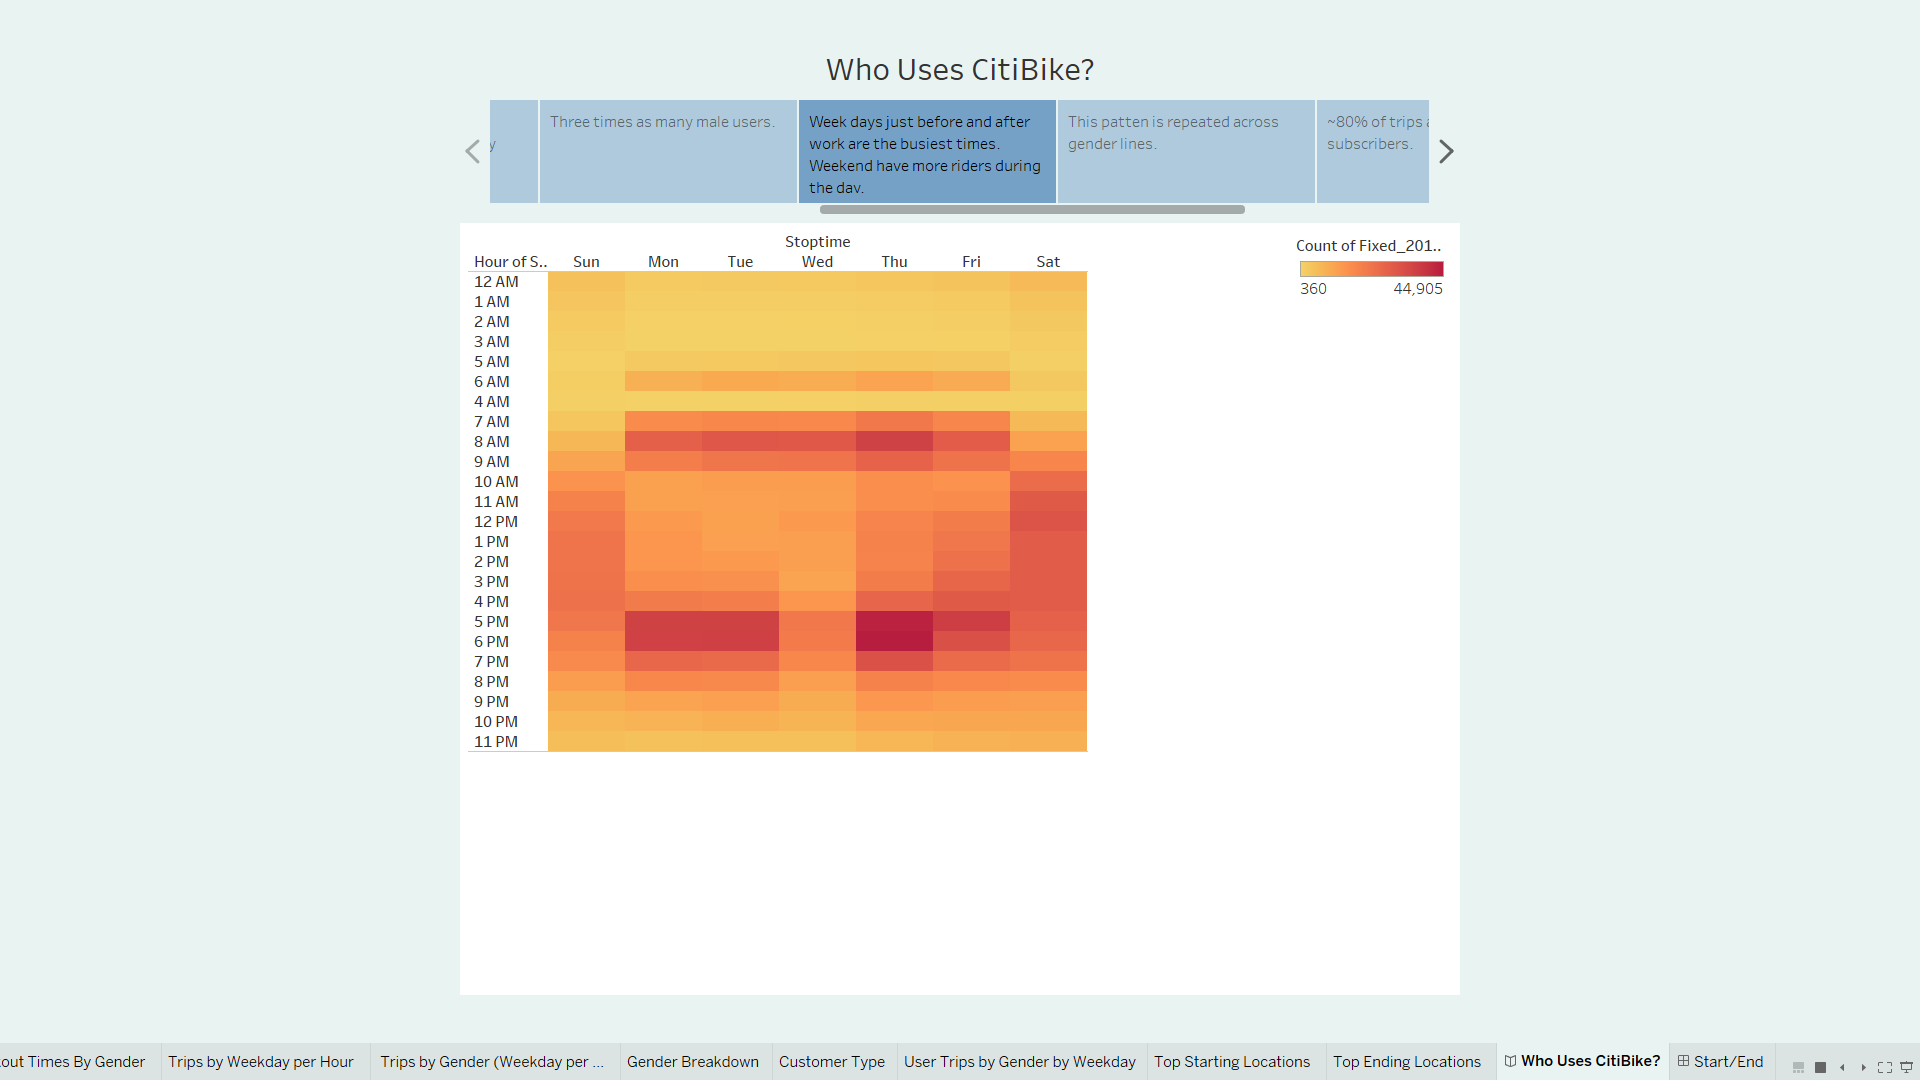 Who Uses CitiBike?
y
Three times as many male users.
Week days just before and after
work are the busiest times.
Weekend have more riders during
the day.
This patten is repeated across
gender lines.
~80% of trips
subscribers.
Stoptime
Hour of S.. Sun Mon Tue Wed Thu Fri Sat
12 AM
1 AM
2 AM
3 AM
5 AM
6 AM
4 AM
7 AM
8 AM
9 AM
10 AM
11 AM
12 PM
1 PM
2 PM
3 PM
4 PM
5 PM
6 PM
7 PM
8 PM
9 PM
10 PM
11 PM
Count of Fixed_201..
360 44,905
out Times By Gender Trips by Weekday per Hour Trips by Gender (Weekday per ... Gender Breakdown Customer Type User Trips by Gender by Weekday Top Starting Locations Top Ending Locations Who Uses CitiBike? Start/End